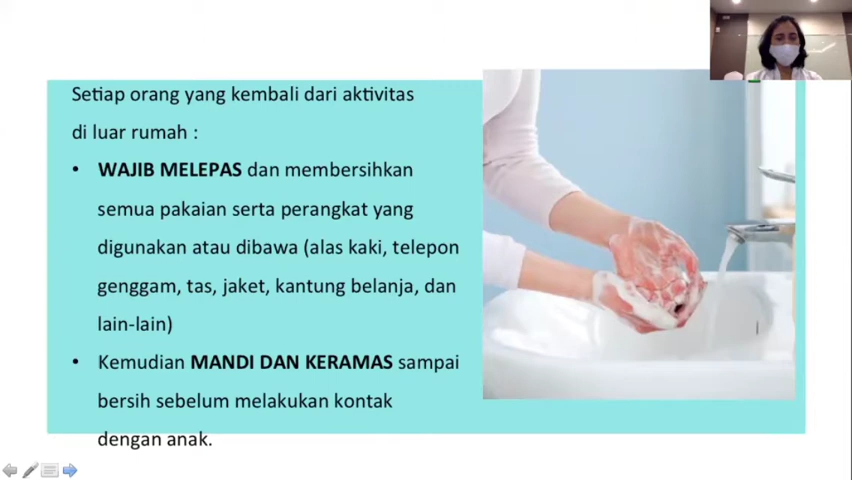 Setiap orang yang kembali dari aktivitas
di luar rumah :
• WAJIB MELEPAS dan membersihkan
semua pakaian serta perangkat yang
digunakan atau dibawa (alas kaki, telepon
genggam, tas, jaket, kantung belanja, dan
lain-lain)
• Kemudian MANDI DAN KERAMAS sampai
bersih sebelum melakukan kontak
dengan anak.